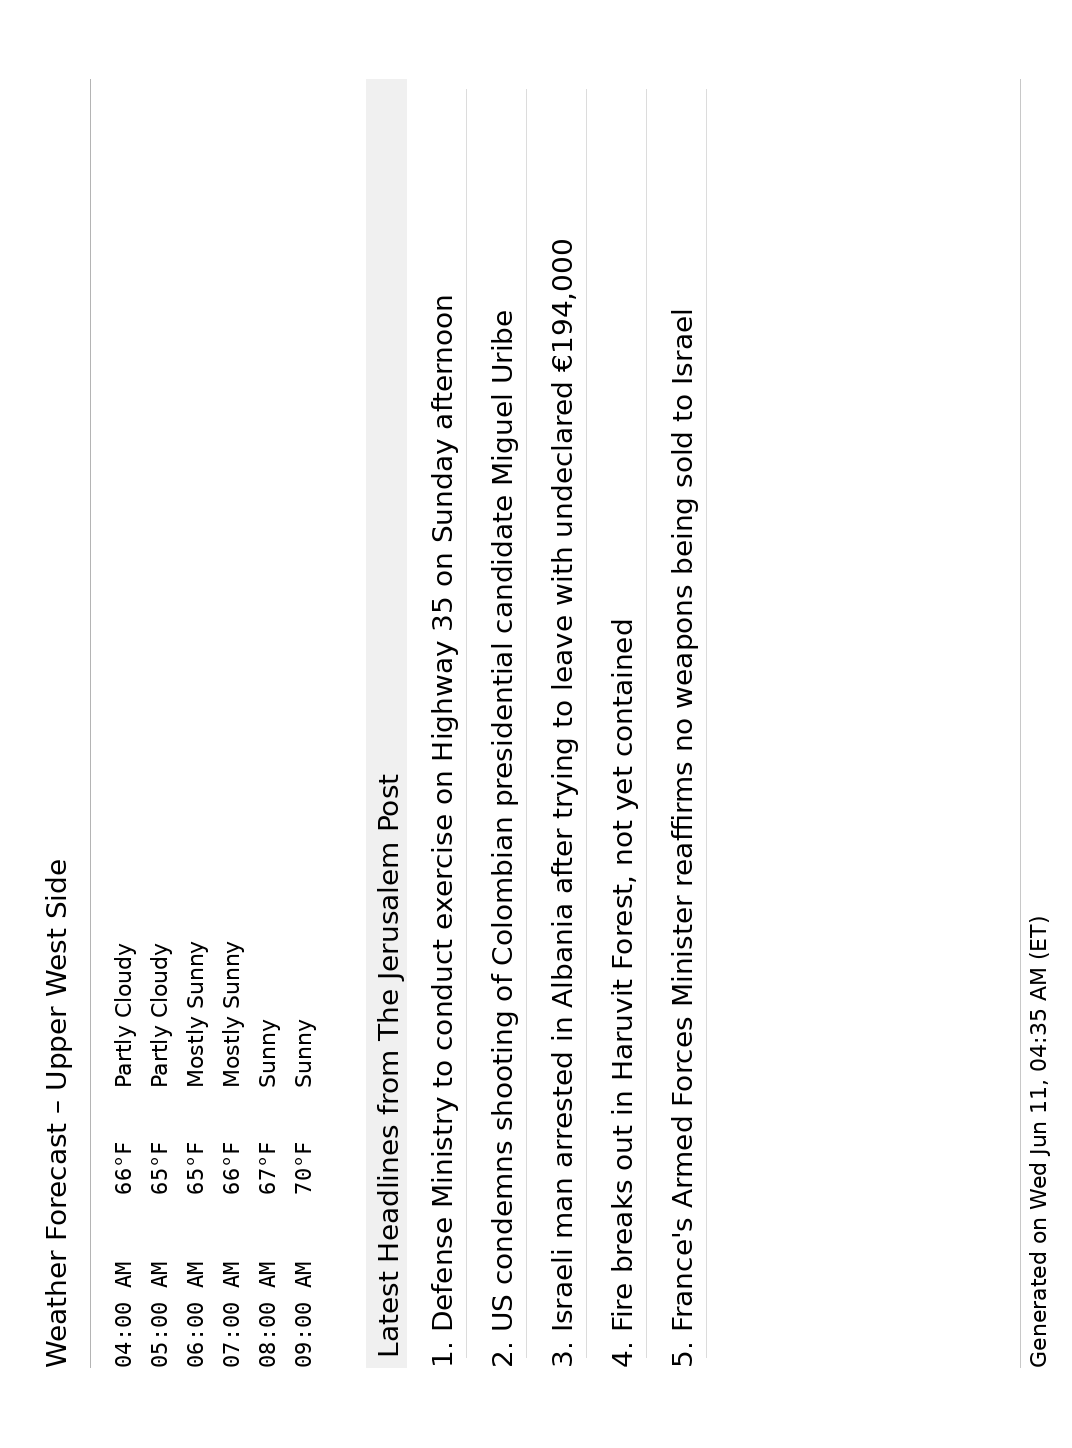 Weather Forecast – Upper West Side
04:00 AM 66°F Partly Cloudy
05:00 AM 65°F Partly Cloudy
06:00 AM 65°F Mostly Sunny
07:00 AM 66°F Mostly Sunny
08:00 AM 67°F Sunny
09:00 AM 70°F Sunny
Latest Headlines from The Jerusalem Post
1. Defense Ministry to conduct exercise on Highway 35 on Sunday afternoon
2. US condemns shooting of Colombian presidential candidate Miguel Uribe
3. Israeli man arrested in Albania after trying to leave with undeclared €194,000
4. Fire breaks out in Haruvit Forest, not yet contained
5. France's Armed Forces Minister reaffirms no weapons being sold to Israel
Generated on Wed Jun 11, 04:35 AM (ET)